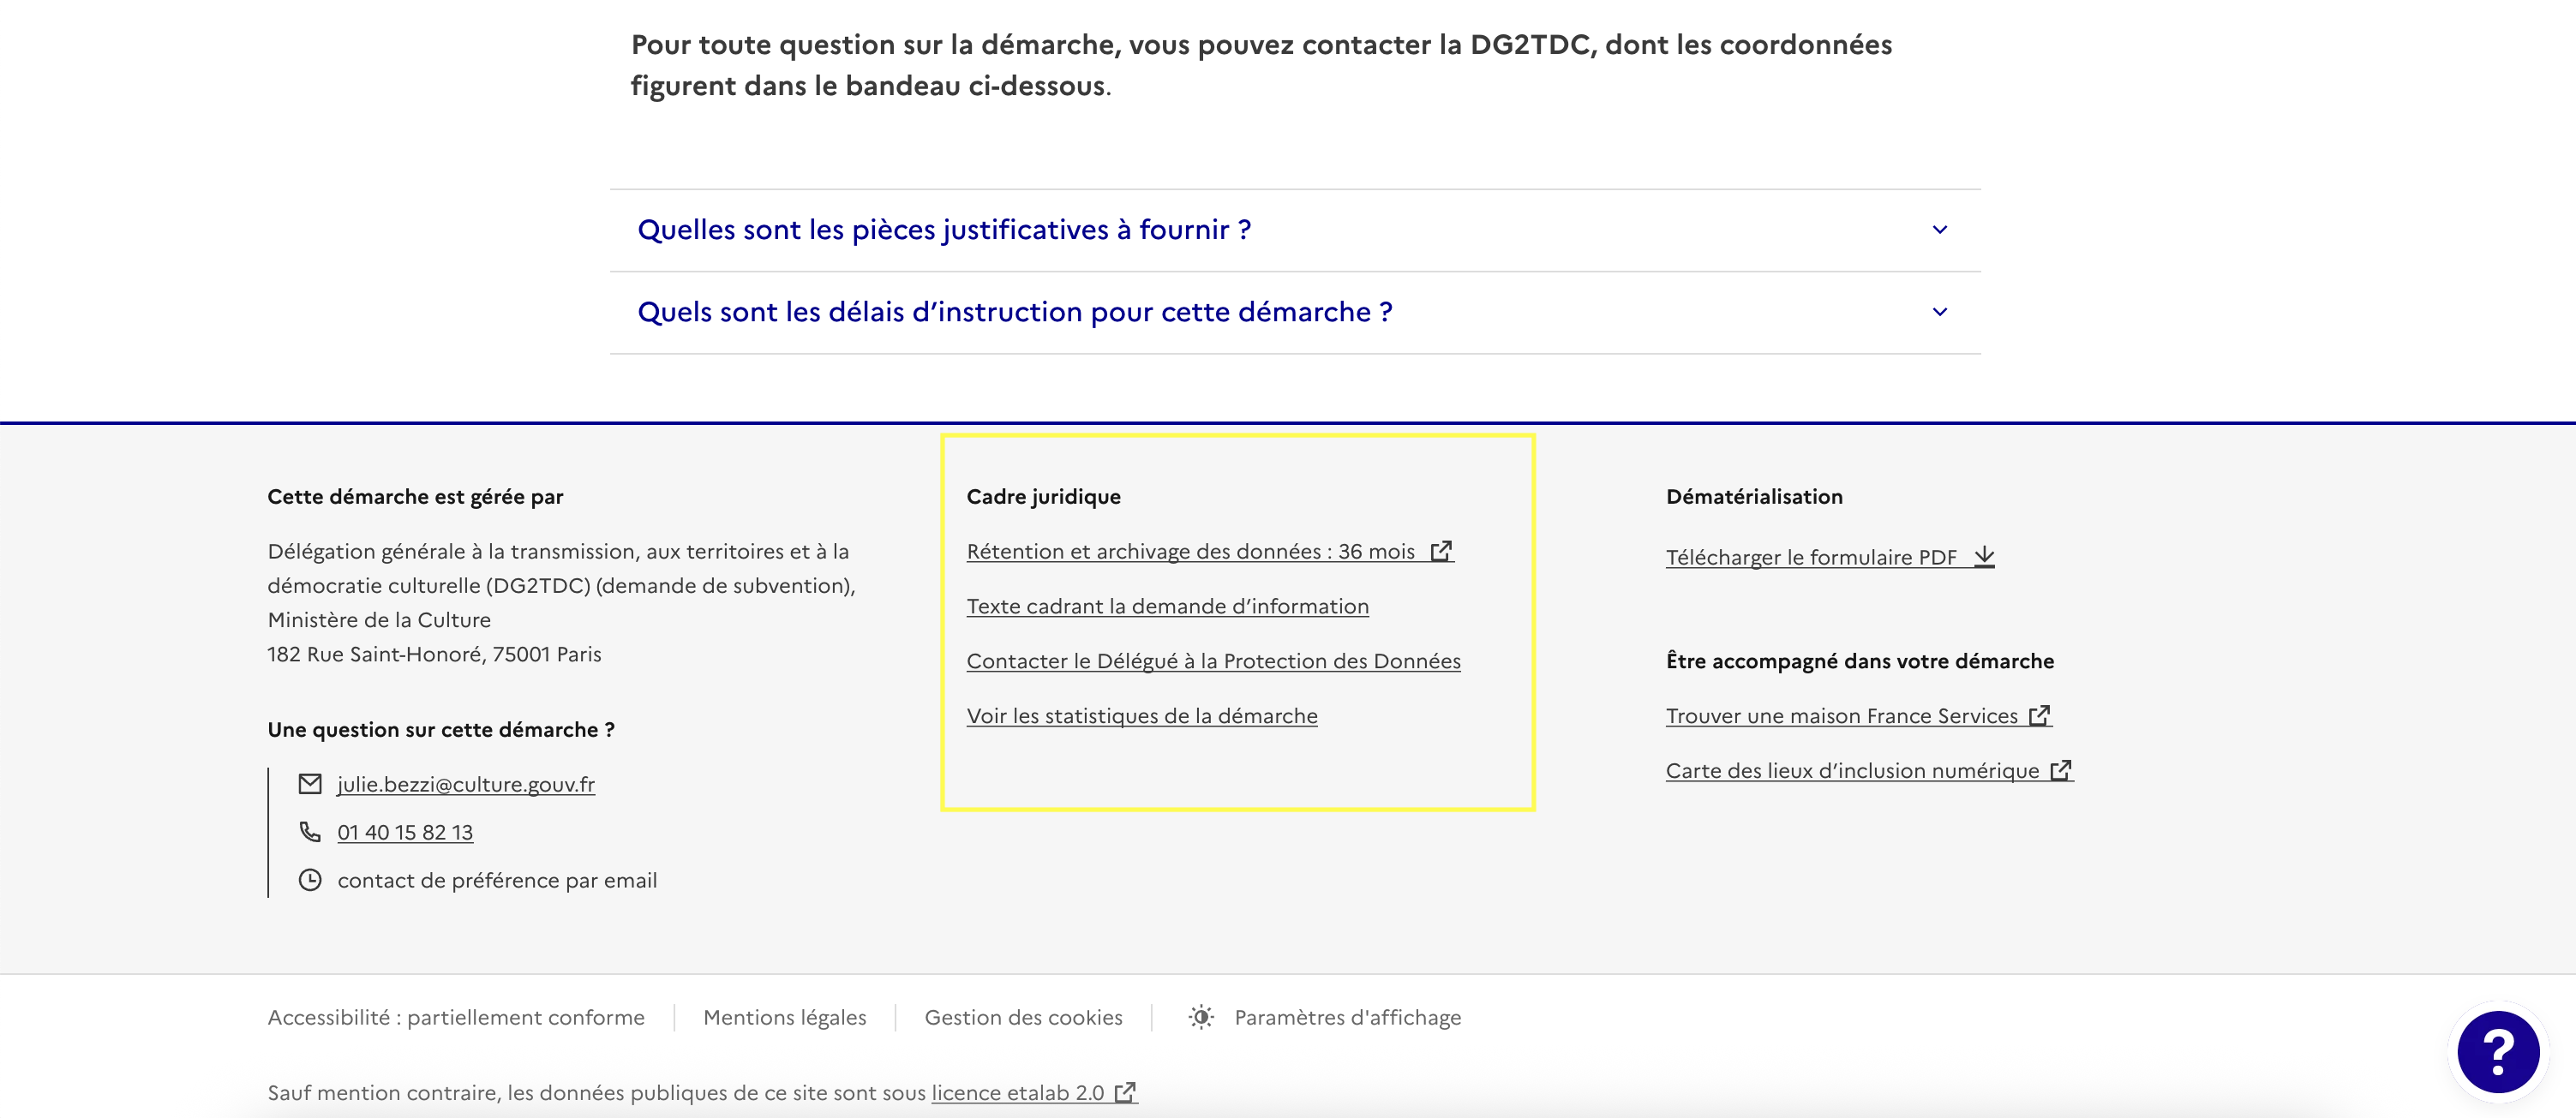 Pour toute question sur la démarche, vous pouvez contacter la DG2TDC, dont les coordonnées
figurent dans le bandeau ci-dessous.
Quelles sont les pièces justificatives à fournir ?
Quels sont les délais d’instruction pour cette démarche ?
Cette démarche est gérée par
Délégation générale à la transmission, aux territoires et à la
démocratie culturelle (DG2TDC) (demande de subvention),
Ministère de la Culture
182 Rue Saint-Honoré, 75001 Paris
Une question sur cette démarche ?
julie.bezzi@culture.gouv.fr
01 40 15 82 13
contact de préférence par email
Cadre juridique
Rétention et archivage des données : 36 mois
Texte cadrant la demande d’information
Contacter le Délégué à la Protection des Données
Voir les statistiques de la démarche
Dématérialisation
Télécharger le formulaire PDF
Être accompagné dans votre démarche
Trouver une maison France Services
Carte des lieux d’inclusion numérique
Accessibilité : partiellement conforme
Mentions légales
Gestion des cookies
Paramètres d'affichage
Sauf mention contraire, les données publiques de ce site sont sous licence etalab 2.0
?